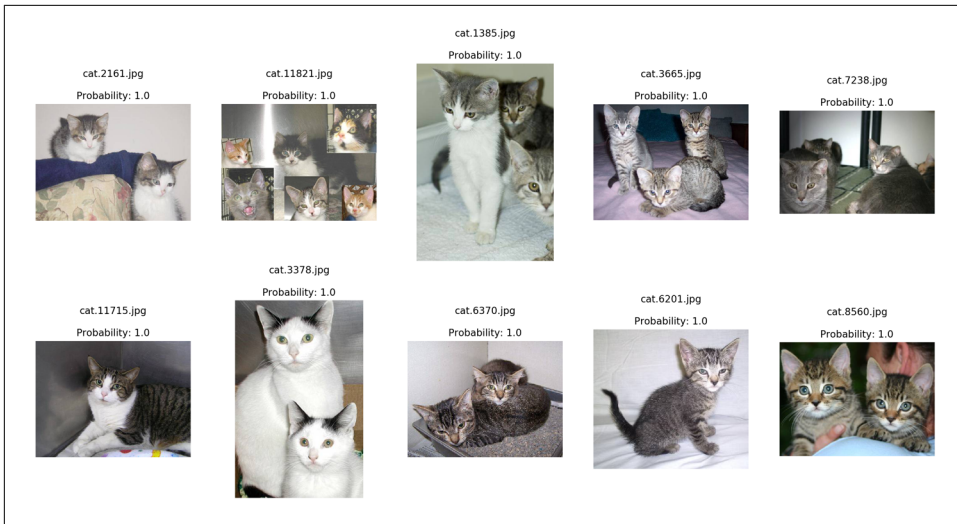 cat.2161.jpg
Probability: 1.0
cat.11821.jpg
Probability: 1.0
cat.1385.jpg
Probability: 1.0
cat.3665.jpg
Probability: 1.0
cat.7238.jpg
Probability: 1.0
cat.11715.jpg
Probability: 1.0
cat.3378.jpg
Probability: 1.0
cat.6370.jpg
Probability: 1.0
cat.6201.jpg
Probability: 1.0
cat.8560.jpg
Probability: 1.0